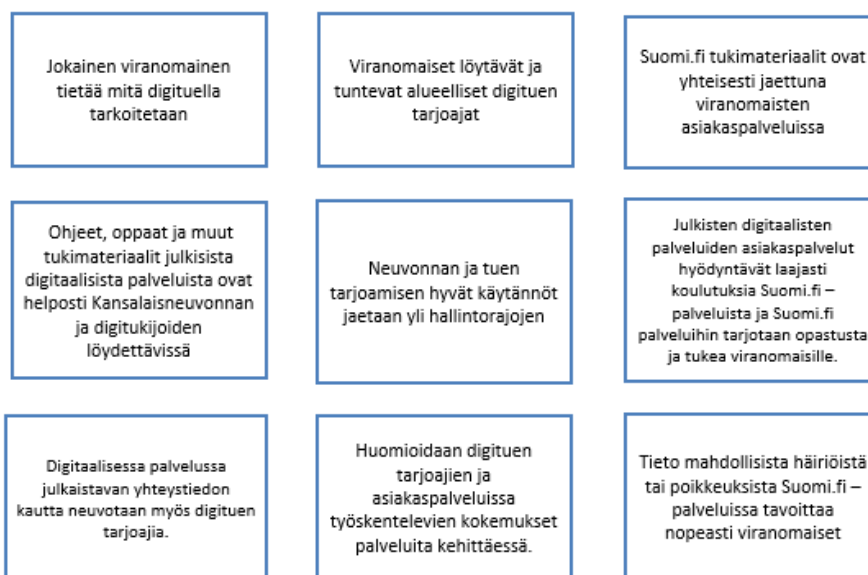 Jokainen viranomainen
tietää mitä digituella
tarkoitetaan
Viranomaiset löytävät ja
tuntevat alueelliset digituen
tarjoajat
Suomi.fi tukimateriaalit ovat
yhteisesti jaettuna
viranomaisten
asiakaspalveluissa
Ohjeet, oppaat ja muut
tukimateriaalit julkisista
digitaalisista palveluista ovat
helposti Kansalaisneuvonnan
ja digitukijoiden
löydettävissä
Neuvonnan ja tuen
tarjoamisen hyvät käytännöt
jaetaan yli hallintorajojen
Julkisten digitaalisten
palveluiden asiakaspalvelut
hyödyntävät laajasti
koulutuksia Suomi.fi –
palveluista ja Suomi.fi
palveluihin tarjotaan opastusta
ja tukea viranomaisille.
Digitaalisessa palvelussa
julkaistavan yhteystiedon
kautta neuvotaan myös digituen
tarjoajia.
Huomioidaan digituen
tarjoajien ja
asiakaspalveluissa
työskentelevien kokemukset
palveluita kehittäessä.
Tieto mahdollisista häiriöistä
tai poikkeuksista Suomi.fi –
palveluissa tavoittaa
nopeasti viranomaiset